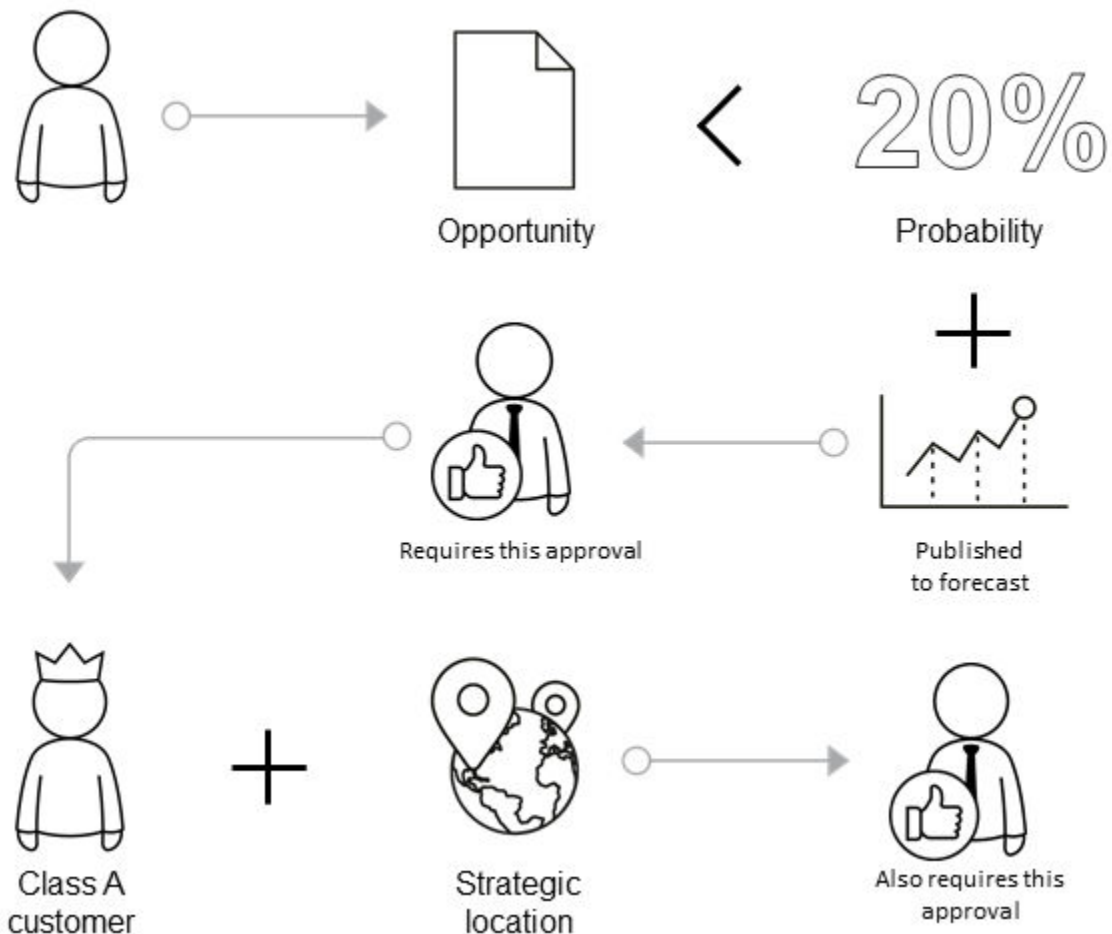 20%
Opportunity
Probability
Requires this approval
Published
to forecast
Class A
customer
Strategic
location
Also requires this
approval